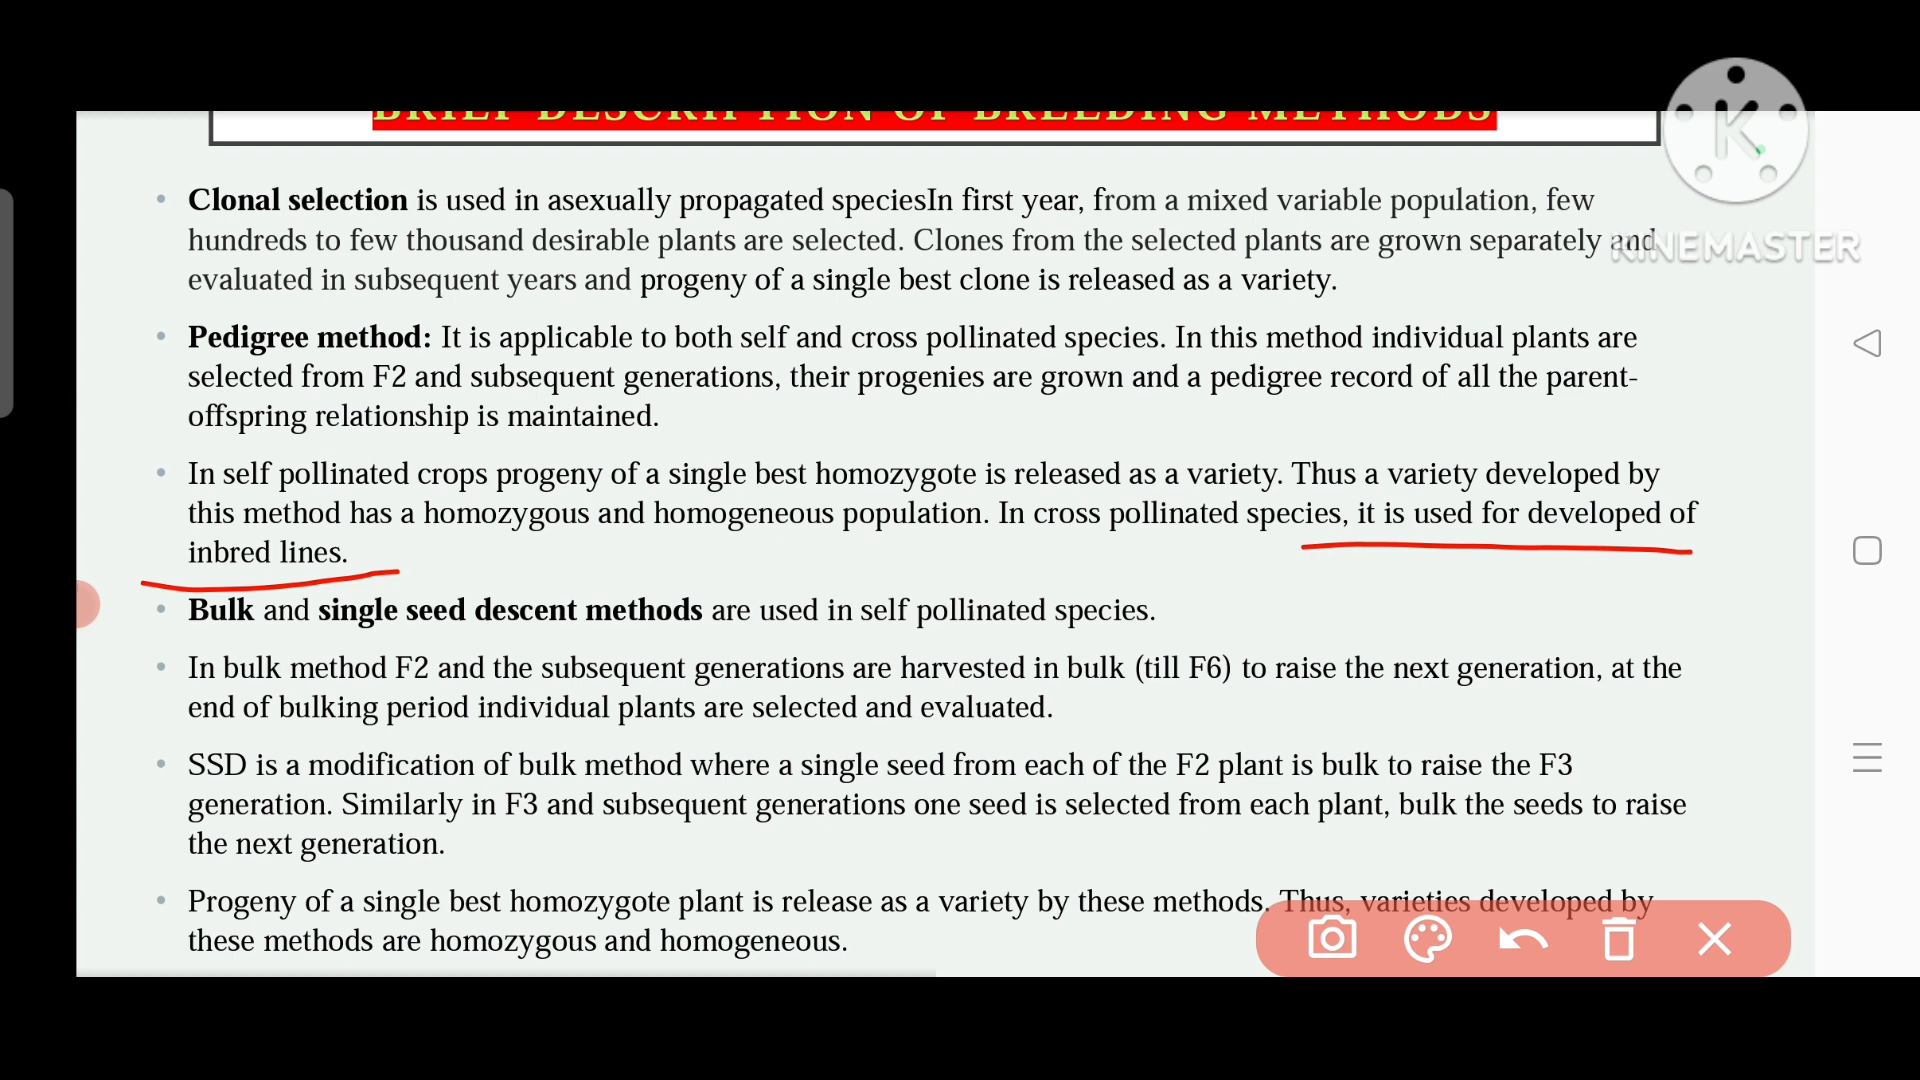 BRIEF DESCRIPTION OF BREEDING METHODS
• Clonal selection is used in asexually propagated speciesIn first year, from a mixed variable population, few
hundreds to few thousand desirable plants are selected. Clones from the selected plants are grown separately and
evaluated in subsequent years and progeny of a single best clone is released as a variety.
• Pedigree method: It is applicable to both self and cross pollinated species. In this method individual plants are
selected from F2 and subsequent generations, their progenies are grown and a pedigree record of all the parent-
offspring relationship is maintained.
• In self pollinated crops progeny of a single best homozygote is released as a variety. Thus a variety developed by
this method has a homozygous and homogeneous population. In cross pollinated species, it is used for developed of
inbred lines.
• Bulk and single seed descent methods are used in self pollinated species.
• In bulk method F2 and the subsequent generations are harvested in bulk (till F6) to raise the next generation, at the
end of bulking period individual plants are selected and evaluated.
• SSD is a modification of bulk method where a single seed from each of the F2 plant is bulk to raise the F3
generation. Similarly in F3 and subsequent generations one seed is selected from each plant, bulk the seeds to raise
the next generation.
• Progeny of a single best homozygote plant is release as a variety by these methods. Thus, varieties developed by
these methods are homozygous and homogeneous.
K
KINEMASTER